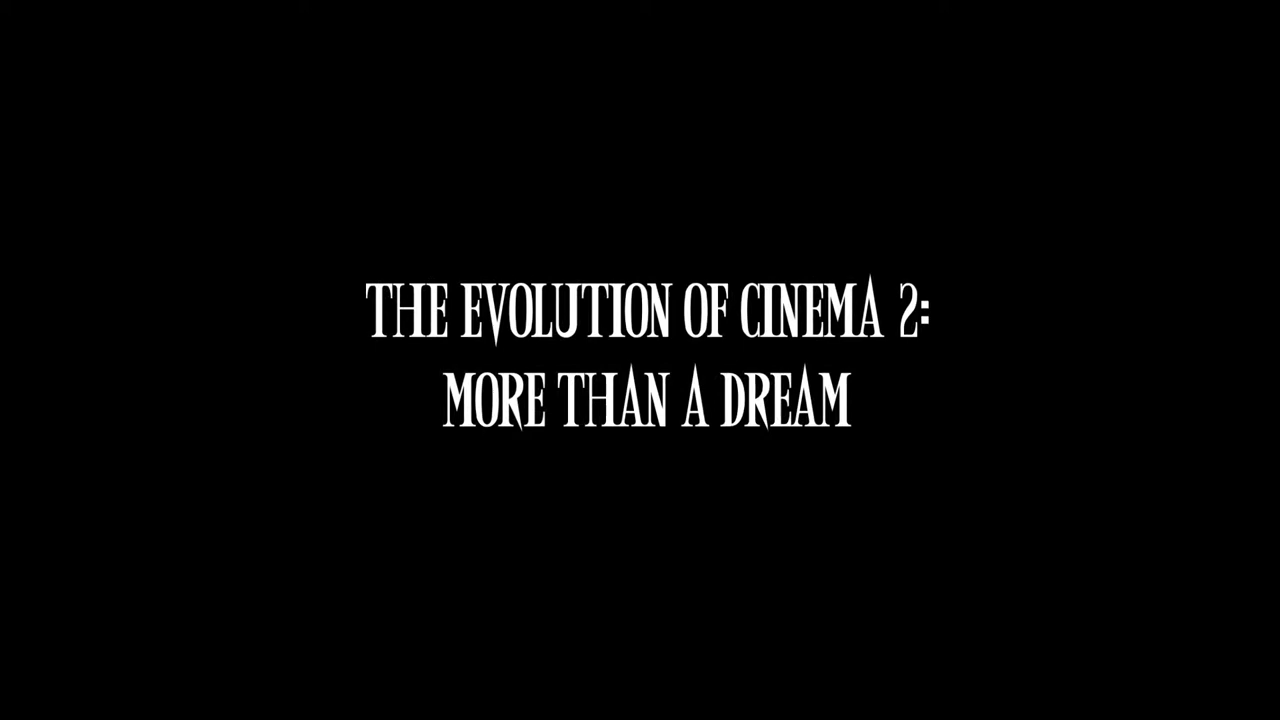 THE EVOLUTION OF CINEMA 2:
MORE THAN A DREAM